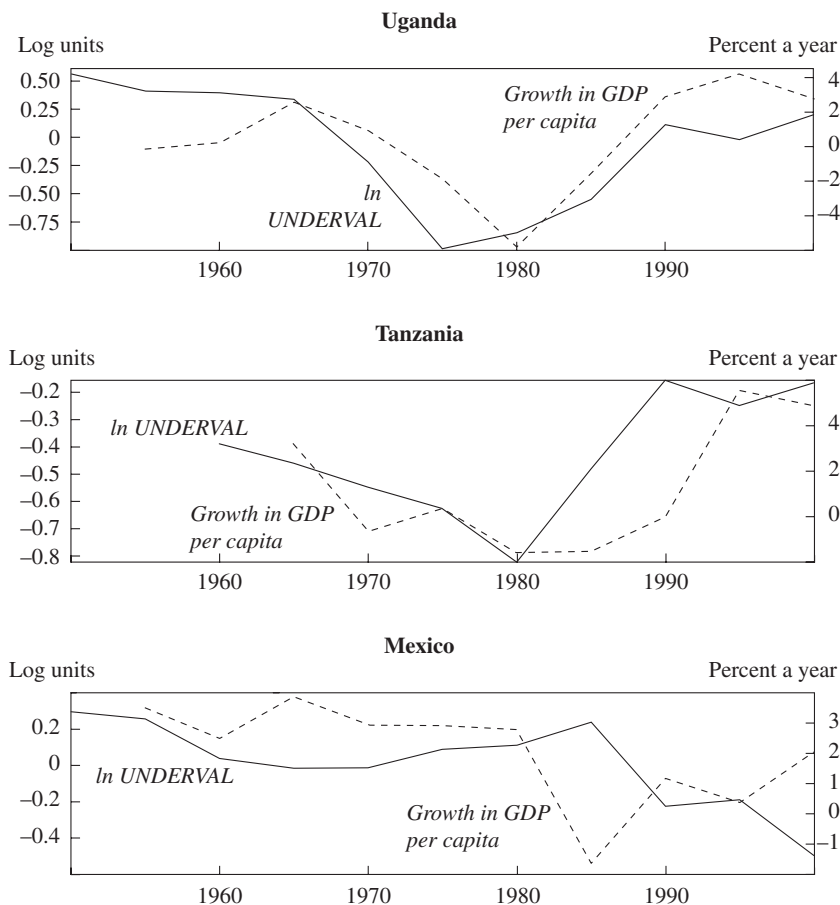 Uganda
Log units
Percent a year
0.50
0.25
0
–0.25
–0.50
–0.75
Growth in GDP
per capita
ln
UNDERVAL
4
2
0
–2
–4
1960
1970
1980
1990
Tanzania
Log units
Percent a year
–0.2
–0.3
–0.4
–0.5
–0.6
–0.7
–0.8
ln UNDERVAL
Growth in GDP
per capita
4
2
0
1960
1970
1980
1990
Mexico
Log units
Percent a year
0.2
0
–0.2
–0.4
ln UNDERVAL
Growth in GDP
per capita
3
2
1
0
–1
1960
1970
1980
1990